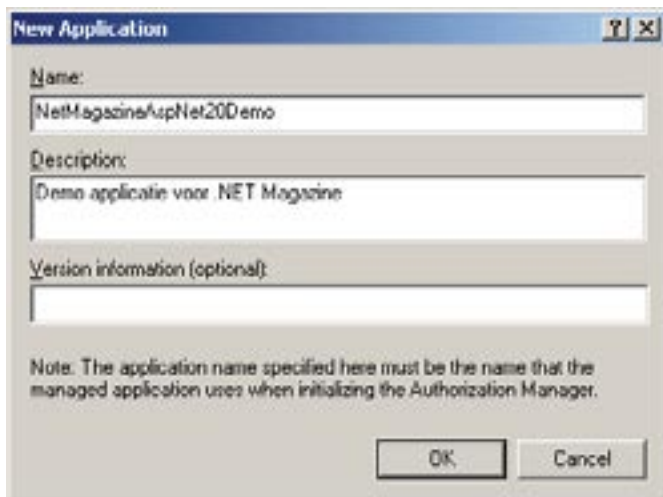 New Application
Name:
NetMagazineAspNet20Demo
Description:
Demo applicatie voor .NET Magazine
Version information (optional):
Note: The application name specified here must be the name that the
managed application uses when initializing the Authorization Manager.
OK
Cancel